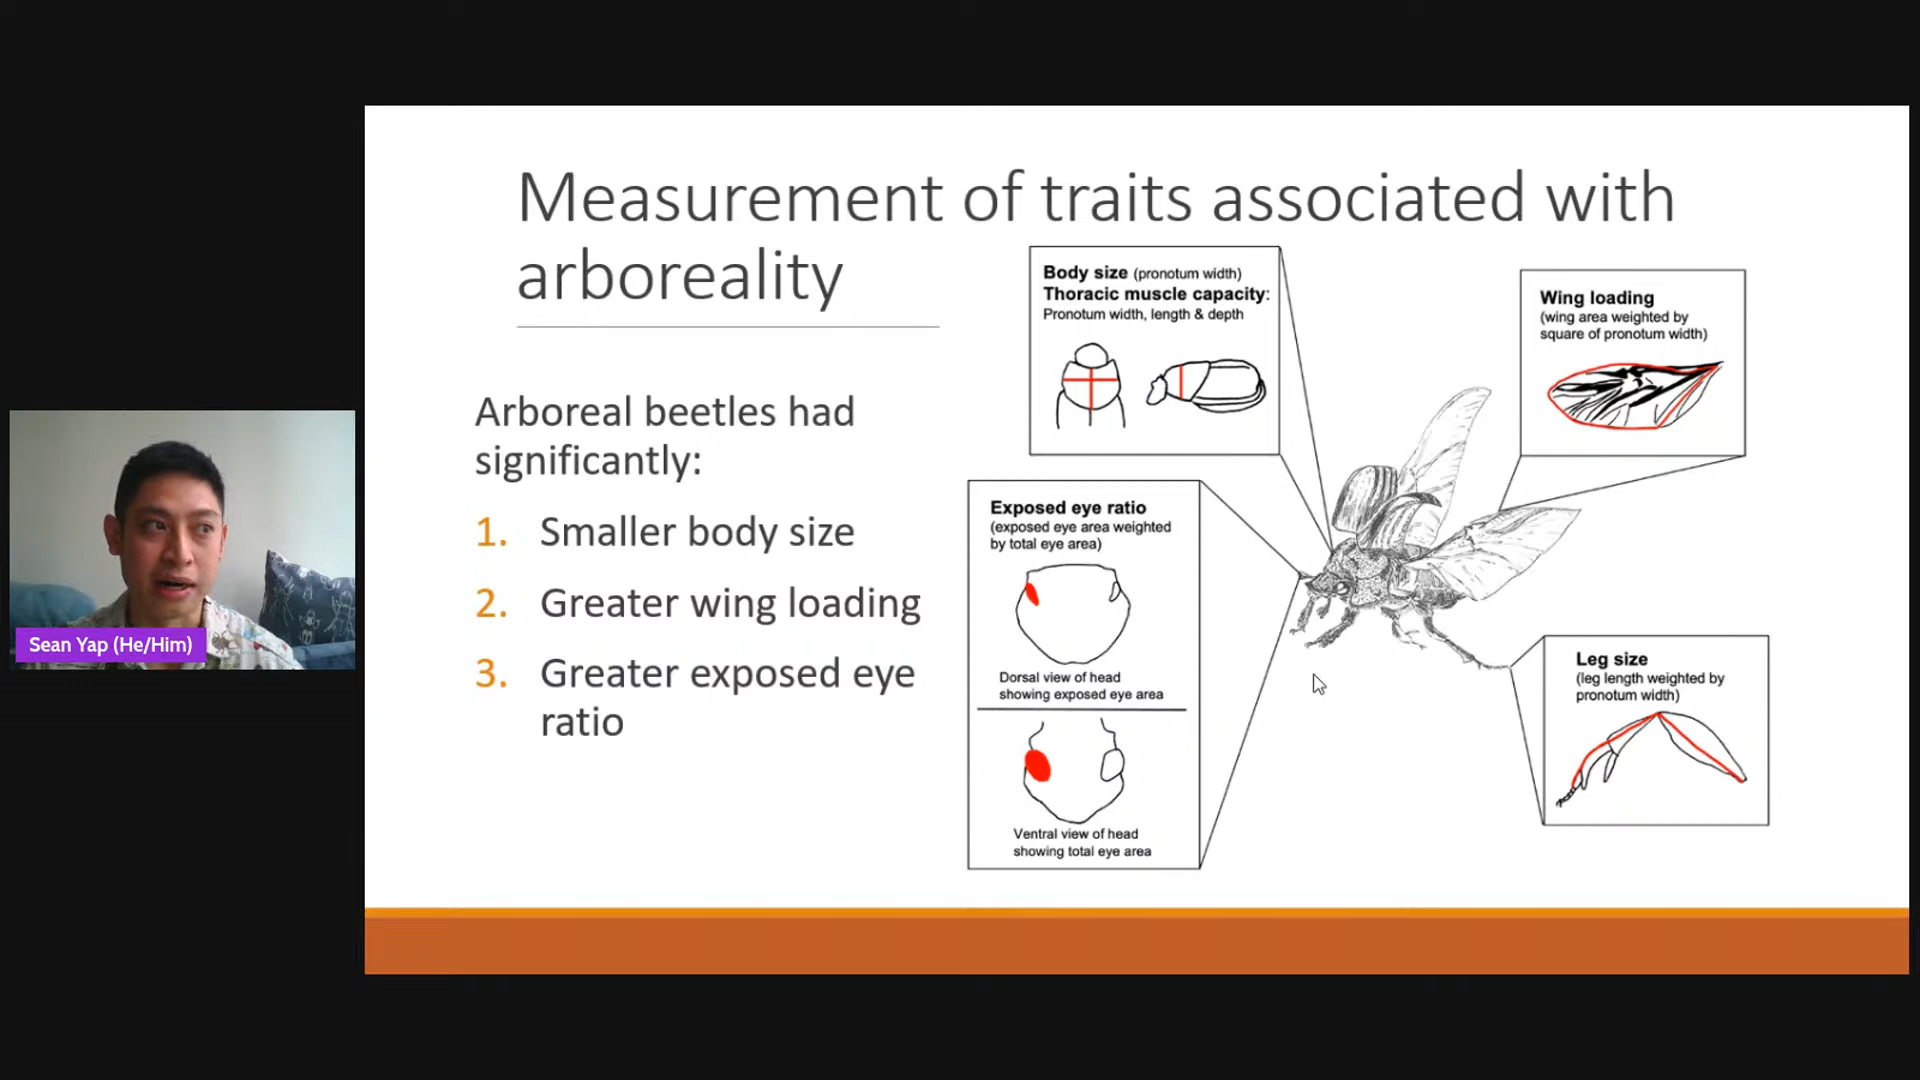 Measurement of traits associated with
arboreality
Arboreal beetles had
significantly:
1. Smaller body size
2. Greater wing loading
3. Greater exposed eye
ratio
Body size (pronotum width)
Thoracic muscle capacity:
Pronotum width, length & depth
Wing loading
(wing area weighted by
square of pronotum width)
Exposed eye ratio
(exposed eye area weighted
by total eye area)
Dorsal view of head
showing exposed eye area
Ventral view of head
showing total eye area
Leg size
(leg length weighted by
pronotum width)
Sean Yap (He/Him)